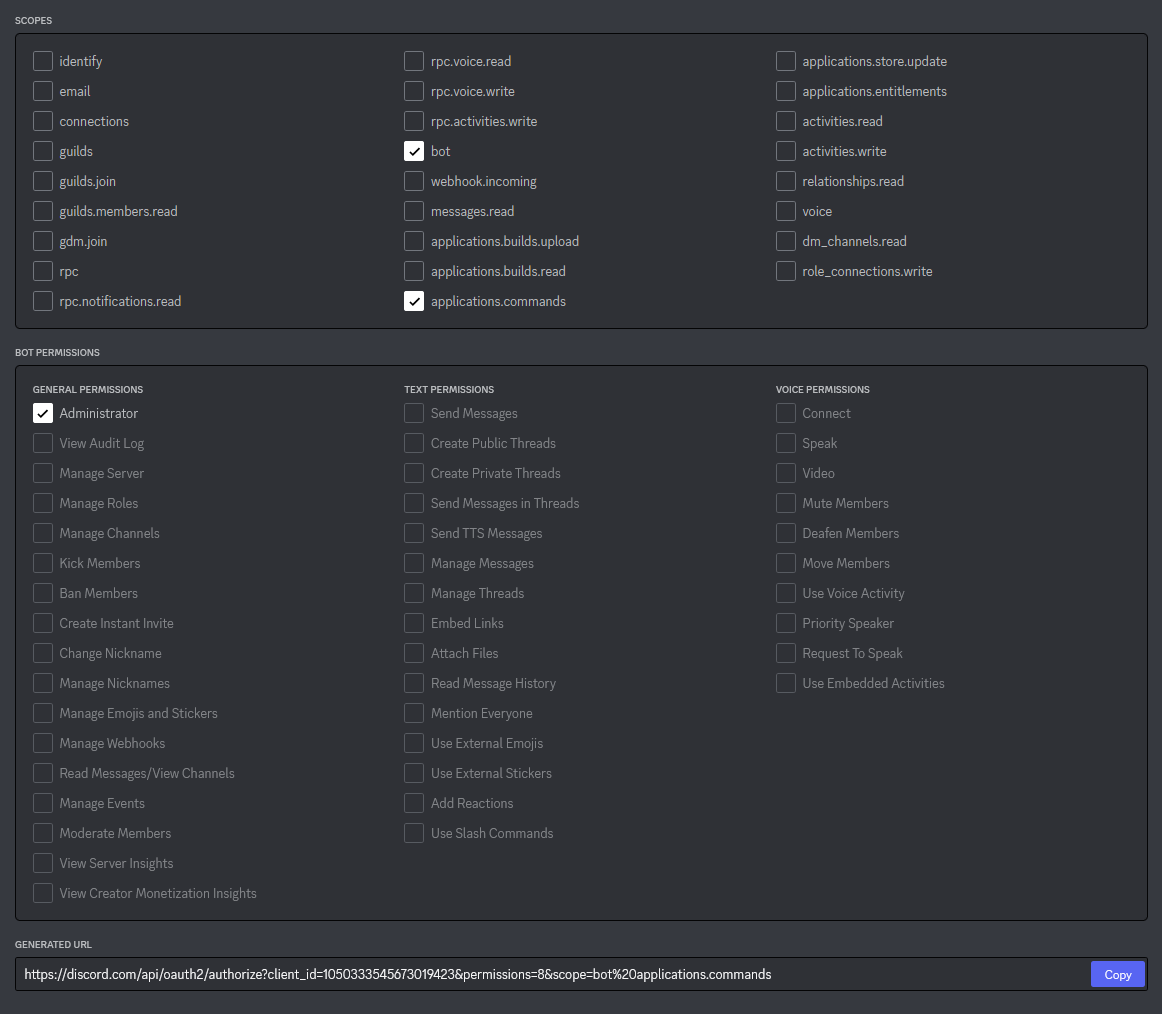 SCOPES
identify
email
connections
guilds
guilds.join
guilds.members.read
gdm.join
rpc
rpc.notifications.read
rpc.voice.read
rpc.voice.write
rpc.activities.write
bot
webhook.incoming
messages.read
applications.builds.upload
applications.builds.read
applications.commands
applications.store.update
applications.entitlements
activities.read
activities.write
relationships.read
voice
dm_channels.read
role_connections.write
BOT PERMISSIONS
GENERAL PERMISSIONS
Administrator
View Audit Log
Manage Server
Manage Roles
Manage Channels
Kick Members
Ban Members
Create Instant Invite
Change Nickname
Manage Nicknames
Manage Emojis and Stickers
Manage Webhooks
Read Messages/View Channels
Manage Events
Moderate Members
View Server Insights
View Creator Monetization Insights
TEXT PERMISSIONS
Send Messages
Create Public Threads
Create Private Threads
Send Messages in Threads
Send TTS Messages
Manage Messages
Manage Threads
Embed Links
Attach Files
Read Message History
Mention Everyone
Use External Emojis
Use External Stickers
Add Reactions
Use Slash Commands
VOICE PERMISSIONS
Connect
Speak
Video
Mute Members
Deafen Members
Move Members
Use Voice Activity
Priority Speaker
Request To Speak
Use Embedded Activities
GENERATED URL
https://discord.com/api/oauth2/authorize?client_id=1050333545673019423&permissions=8&scope=bot%20applications.commands
Copy